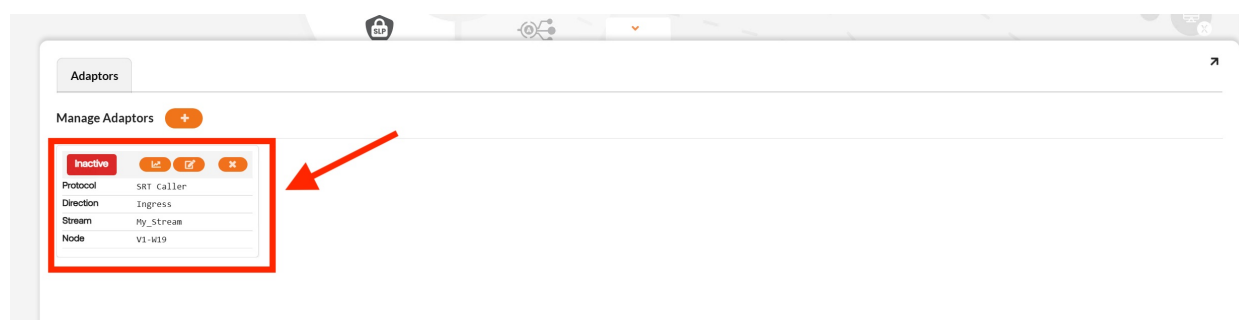 SLP
Adaptors
Manage Adaptors
Inactive
Protocol SRT Caller
Direction Ingress
Stream My_Stream
Node V1-W19